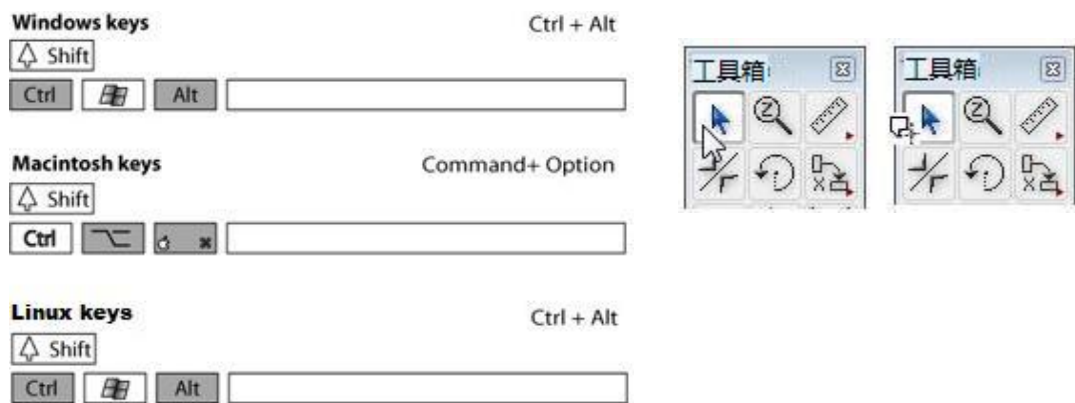 Windows keys
Ctrl + Alt
Shift
Ctrl Alt
Macintosh keys
Command+ Option
Shift
Ctrl
Linux keys
Ctrl + Alt
Shift
Ctrl Alt
工具箱
Z
X
工具箱
Z
X